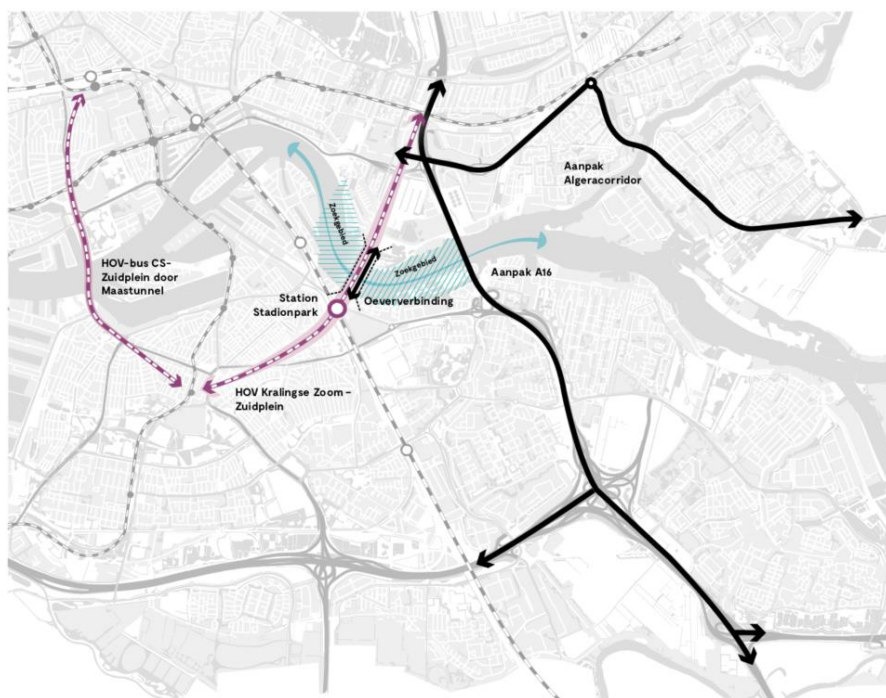 Aanpak
Algeracorridor
Zoekgebied
HOV-bus CS-
Zuidplein door
Maastunnel
Zoekgebied
Aanpak A16
Station
Stadionpark
Oeververbinding
HOV Kralingse Zoom –
Zuidplein